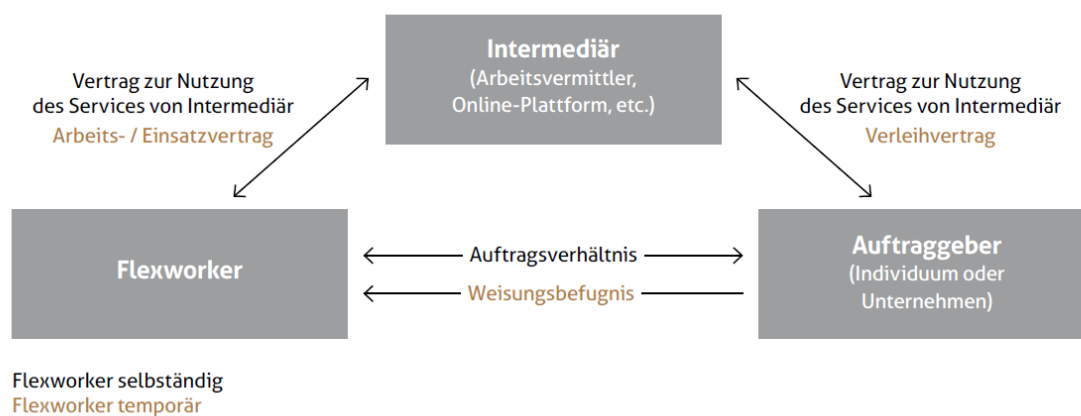 Intermediär
(Arbeitsvermittler,
Online-Plattform, etc.)
Vertrag zur Nutzung
des Services von Intermediär
Arbeits- / Einsatzvertrag
Vertrag zur Nutzung
des Services von Intermediär
Verleihvertrag
Flexworker
Auftragsverhältnis
Weisungsbefugnis
Auftraggeber
(Individuum oder
Unternehmen)
Flexworker selbständig
Flexworker temporär